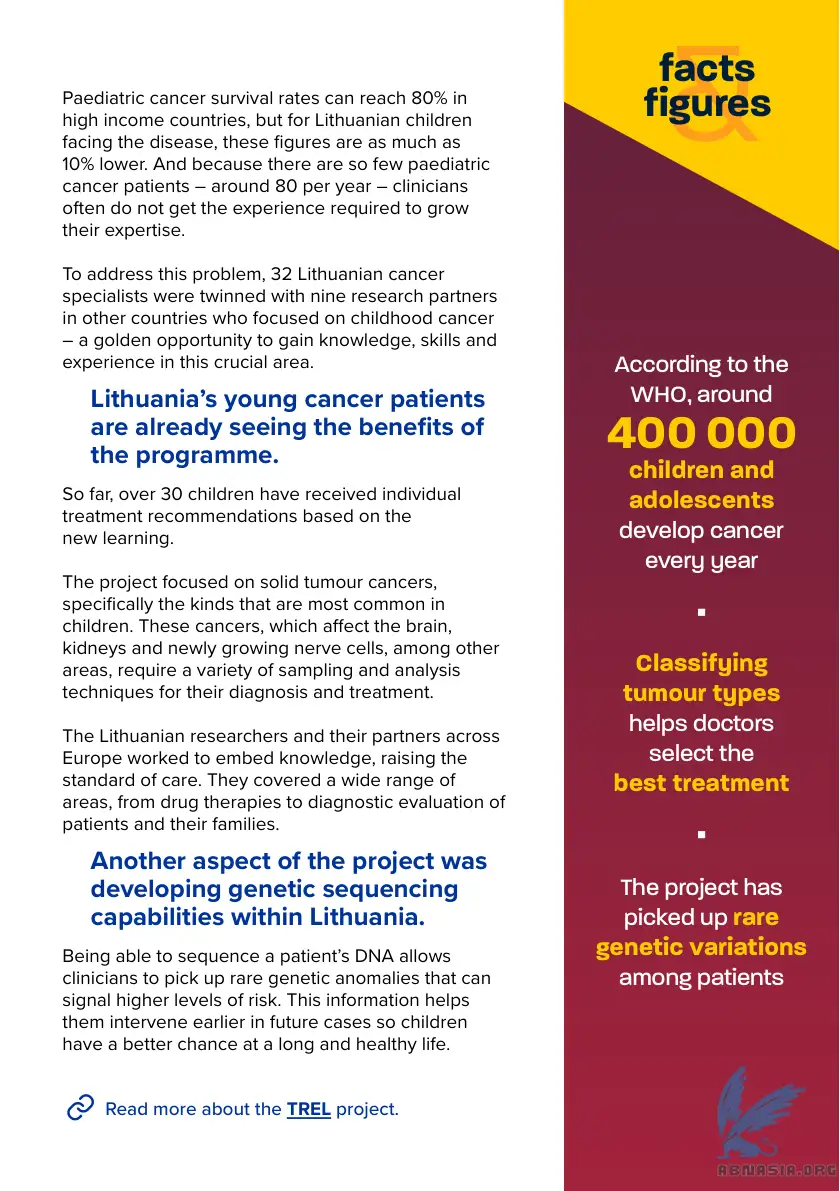 Paediatric cancer survival rates can reach 80% in
high income countries, but for Lithuanian children
facing the disease, these figures are as much as
10% lower. And because there are so few paediatric
cancer patients – around 80 per year – clinicians
often do not get the experience required to grow
their expertise.
To address this problem, 32 Lithuanian cancer
specialists were twinned with nine research partners
in other countries who focused on childhood cancer
– a golden opportunity to gain knowledge, skills and
experience in this crucial area.
Lithuania’s young cancer patients
are already seeing the benefits of
the programme.
So far, over 30 children have received individual
treatment recommendations based on the
new learning.
The project focused on solid tumour cancers,
specifically the kinds that are most common in
children. These cancers, which affect the brain,
kidneys and newly growing nerve cells, among other
areas, require a variety of sampling and analysis
techniques for their diagnosis and treatment.
The Lithuanian researchers and their partners across
Europe worked to embed knowledge, raising the
standard of care. They covered a wide range of
areas, from drug therapies to diagnostic evaluation of
patients and their families.
Another aspect of the project was
developing genetic sequencing
capabilities within Lithuania.
Being able to sequence a patient’s DNA allows
clinicians to pick up rare genetic anomalies that can
signal higher levels of risk. This information helps
them intervene earlier in future cases so children
have a better chance at a long and healthy life.
Read more about the TREL project.
facts
&
figures
According to the
WHO, around
400 000
children and
adolescents
develop cancer
every year
Classifying
tumour types
helps doctors
select the
best treatment
The project has
picked up rare
genetic variations
among patients
ABNASIA.ORG